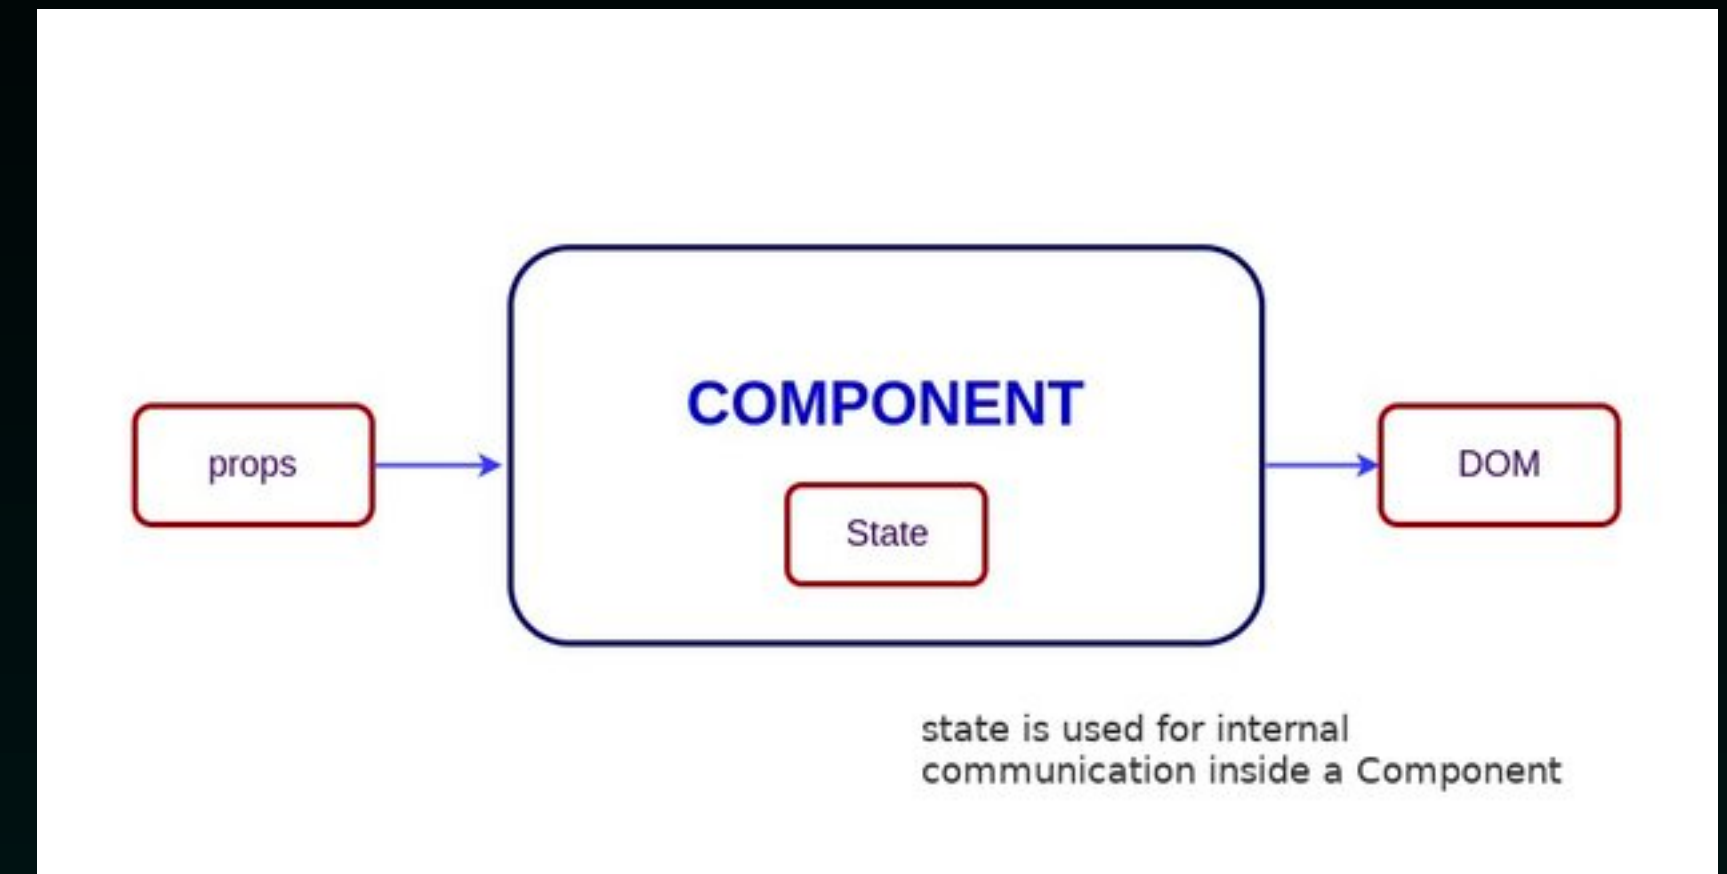 COMPONENT
props
State
DOM
state is used for internal
communication inside a Component